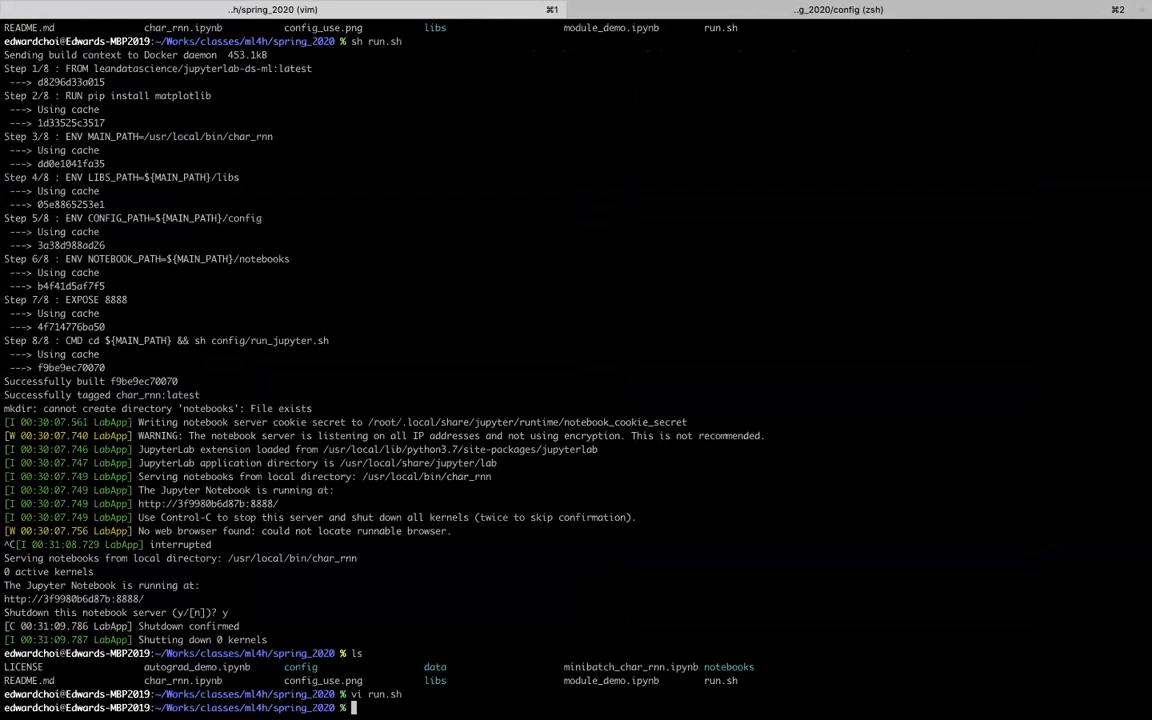 ..h/spring_2020 (vim) ⌘1 ..g_2020/config (zsh) ⌘2
README.md char_rnn.ipynb config_use.png libs module_demo.ipynb run.sh
edwardchoi@Edwards-MBP2019:~/Works/classes/ml4h/spring_2020 % sh run.sh
Sending build context to Docker daemon  453.1kB
Step 1/8 : FROM leandatascience/jupyterlab-ds-ml:latest
 ---> d8296d33a015
Step 2/8 : RUN pip install matplotlib
 ---> Using cache
 ---> 1d33525c3517
Step 3/8 : ENV MAIN_PATH=/usr/local/bin/char_rnn
 ---> Using cache
 ---> dd0e1041fa35
Step 4/8 : ENV LIBS_PATH=${MAIN_PATH}/libs
 ---> Using cache
 ---> 05e8865253e1
Step 5/8 : ENV CONFIG_PATH=${MAIN_PATH}/config
 ---> Using cache
 ---> 3a38d988ad26
Step 6/8 : ENV NOTEBOOK_PATH=${MAIN_PATH}/notebooks
 ---> Using cache
 ---> b4f41d5af7f5
Step 7/8 : EXPOSE 8888
 ---> Using cache
 ---> 4f714776ba50
Step 8/8 : CMD cd ${MAIN_PATH} && sh config/run_jupyter.sh
 ---> Using cache
 ---> f9be9ec70070
Successfully built f9be9ec70070
Successfully tagged char_rnn:latest
mkdir: cannot create directory 'notebooks': File exists
[I 00:30:07.561 LabApp] Writing notebook server cookie secret to /root/.local/share/jupyter/runtime/notebook_cookie_secret
[W 00:30:07.740 LabApp] WARNING: The notebook server is listening on all IP addresses and not using encryption. This is not recommended.
[I 00:30:07.746 LabApp] JupyterLab extension loaded from /usr/local/lib/python3.7/site-packages/jupyterlab
[I 00:30:07.747 LabApp] JupyterLab application directory is /usr/local/share/jupyter/lab
[I 00:30:07.749 LabApp] Serving notebooks from local directory: /usr/local/bin/char_rnn
[I 00:30:07.749 LabApp] The Jupyter Notebook is running at:
[I 00:30:07.749 LabApp] http://3f9980b6d87b:8888/
[I 00:30:07.749 LabApp] Use Control-C to stop this server and shut down all kernels (twice to skip confirmation).
[W 00:30:07.756 LabApp] No web browser found: could not locate runnable browser.
^C[I 00:31:08.729 LabApp] interrupted
Serving notebooks from local directory: /usr/local/bin/char_rnn
0 active kernels
The Jupyter Notebook is running at:
http://3f9980b6d87b:8888/
Shutdown this notebook server (y/[n])? y
[C 00:31:09.786 LabApp] Shutdown confirmed
[I 00:31:09.787 LabApp] Shutting down 0 kernels
edwardchoi@Edwards-MBP2019:~/Works/classes/ml4h/spring_2020 % ls
LICENSE autograd_demo.ipynb config data minibatch_char_rnn.ipynb notebooks
README.md char_rnn.ipynb config_use.png libs module_demo.ipynb run.sh
edwardchoi@Edwards-MBP2019:~/Works/classes/ml4h/spring_2020 % vi run.sh
edwardchoi@Edwards-MBP2019:~/Works/classes/ml4h/spring_2020 %